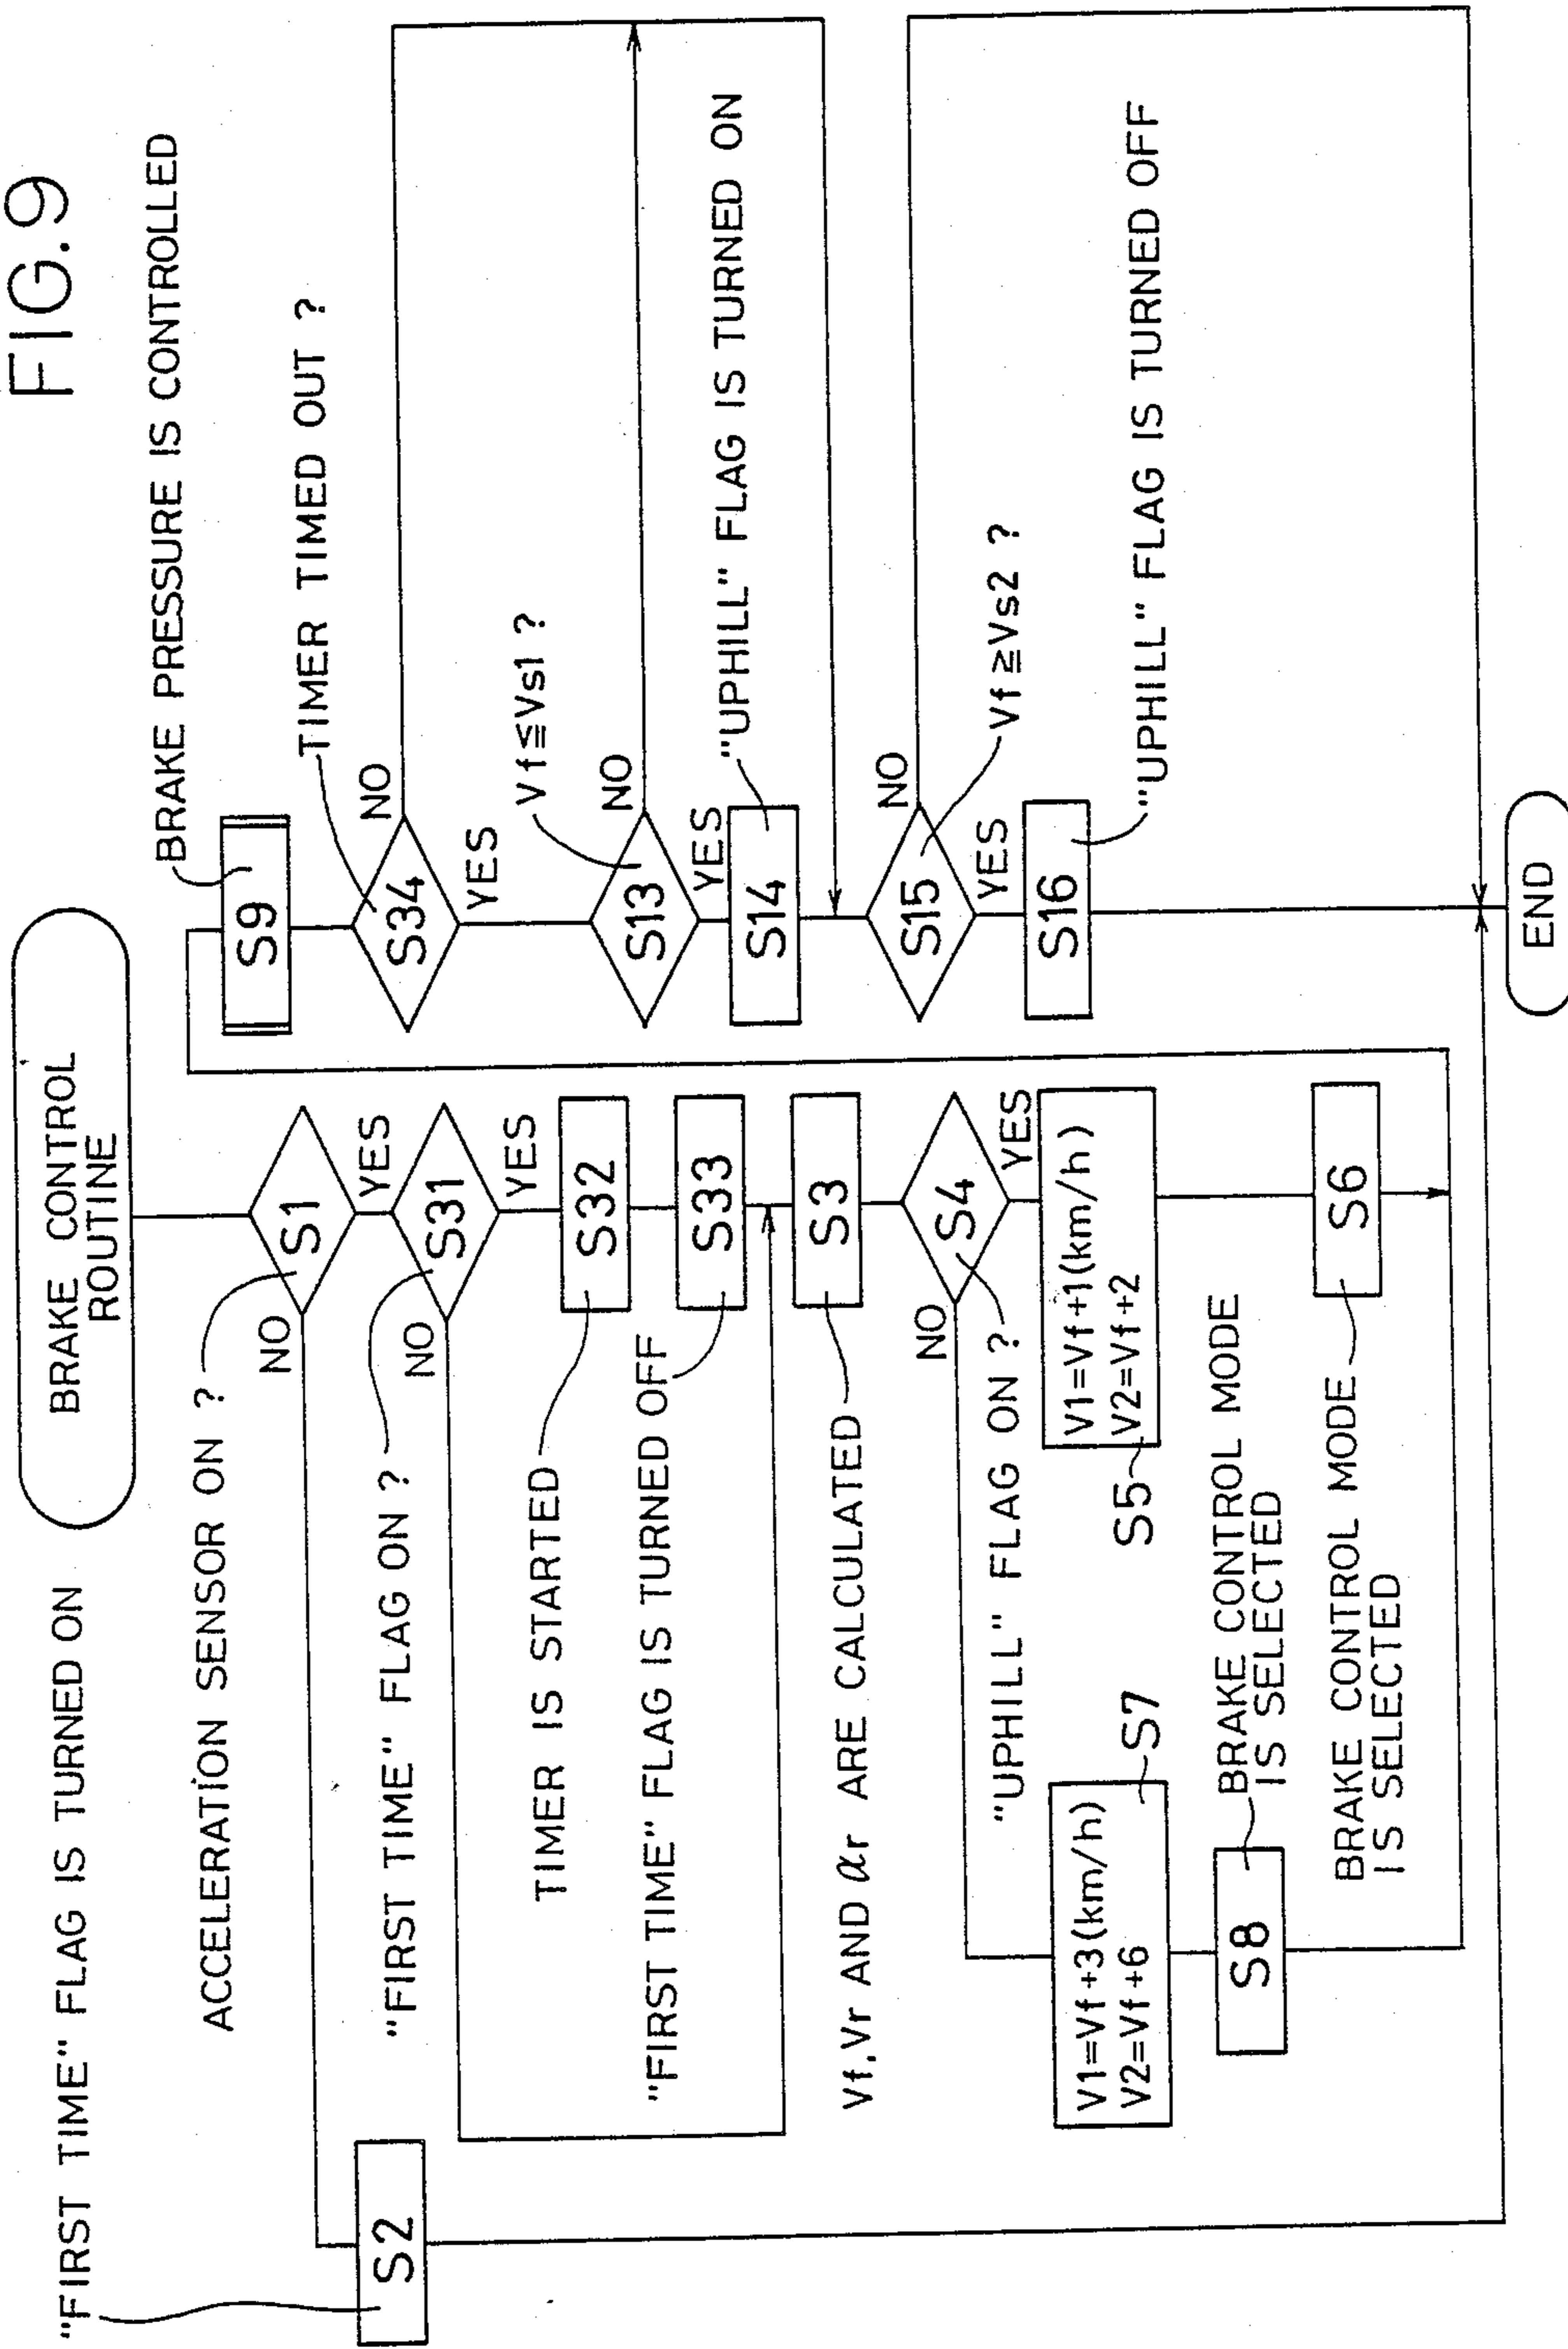 FIG.9
BRAKE CONTROL
ROUTINE
"FIRST TIME" FLAG IS TURNED ON
S2
ACCELERATION SENSOR ON ?
S1
NO
YES
"FIRST TIME" FLAG ON ?
S31
NO
YES
TIMER IS STARTED
S32
"FIRST TIME" FLAG IS TURNED OFF
S33
Vf,Vr AND αr ARE CALCULATED
S3
"UPHILL" FLAG ON ?
S4
NO
YES
V1=Vf+3(km/h)
V2=Vf+6
S7
V1=Vf+1(km/h)
V2=Vf+2
S5
S8
BRAKE CONTROL MODE
IS SELECTED
S6
BRAKE CONTROL MODE
IS SELECTED
BRAKE PRESSURE IS CONTROLLED
S9
TIMER TIMED OUT ?
S34
NO
YES
Vf≦Vs1 ?
S13
NO
YES
"UPHILL" FLAG IS TURNED ON
S14
S15
NO
Vf≧Vs2 ?
YES
"UPHILL" FLAG IS TURNED OFF
S16
END